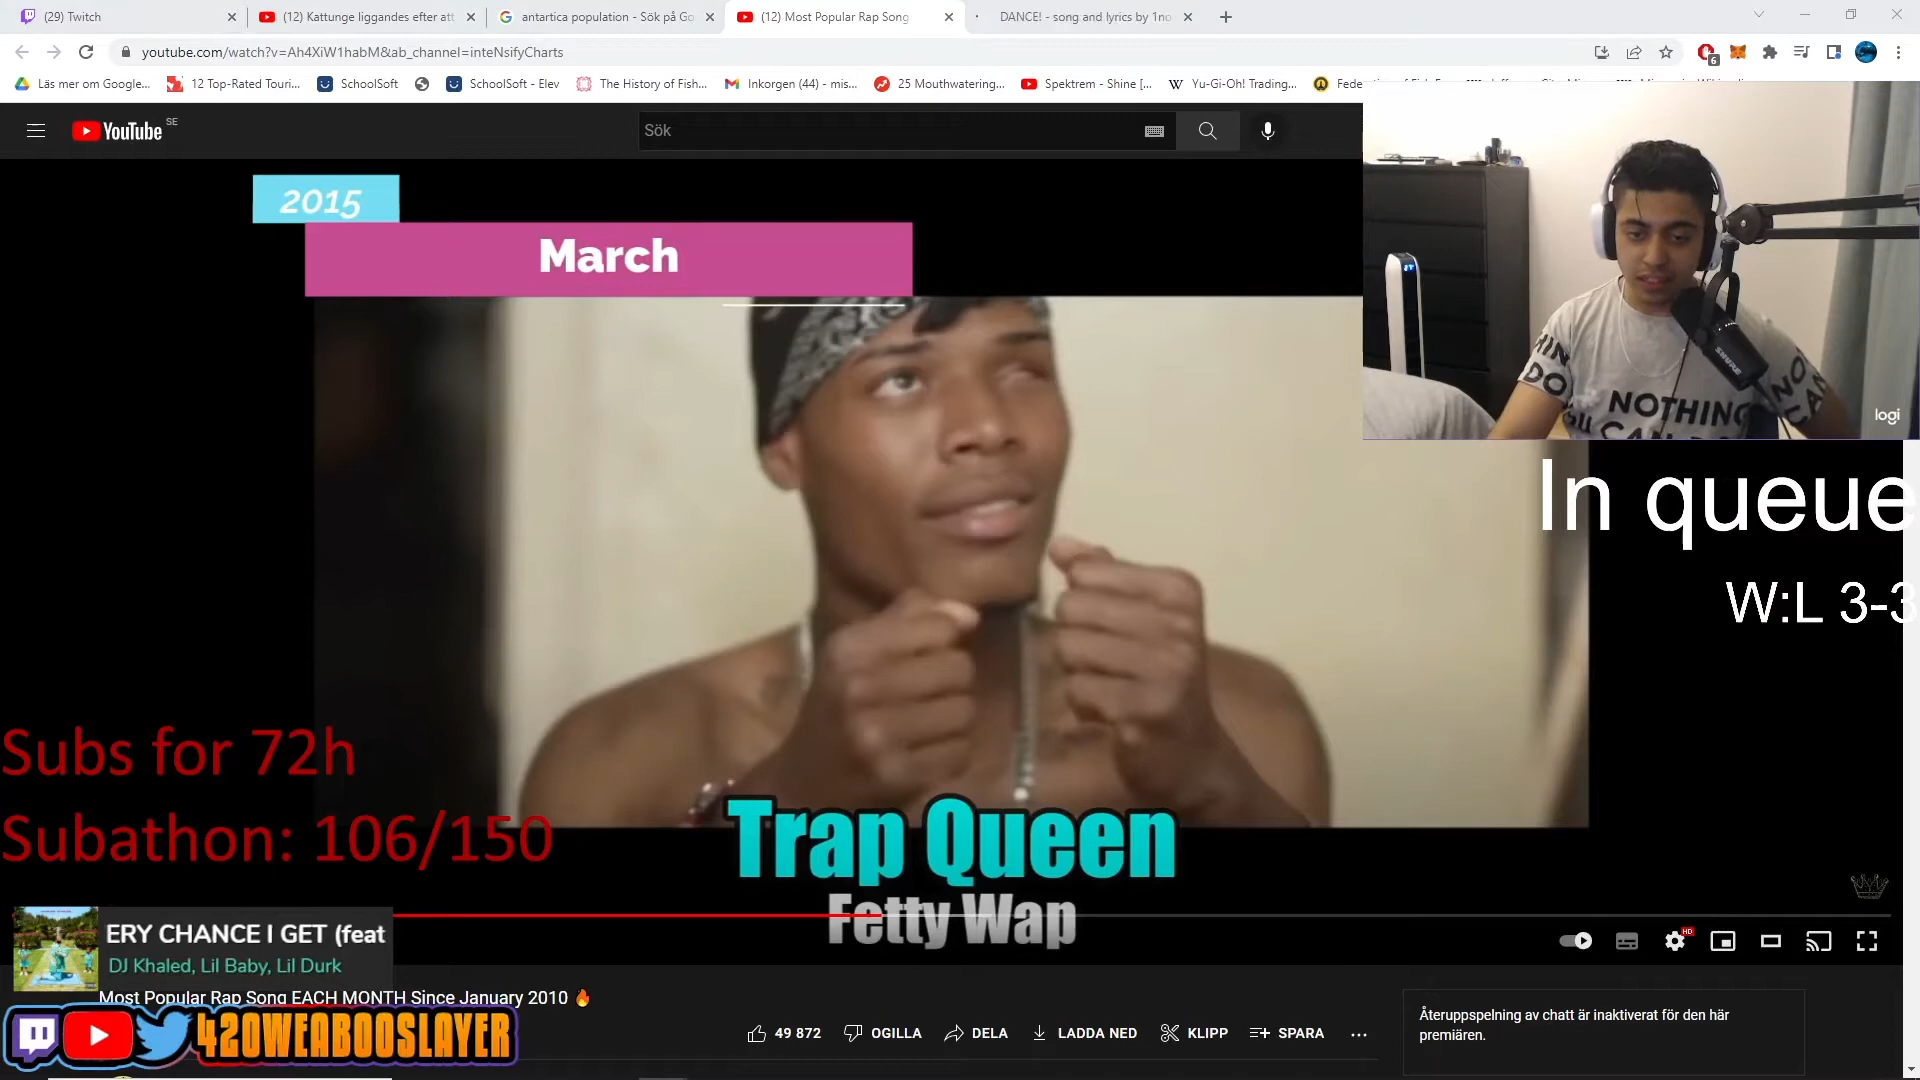 (29) Twitch
(12) Kattunge liggandes efter att
antartica population - Sök på Go
(12) Most Popular Rap Song
DANCE! - song and lyrics by 1no
youtube.com/watch?v=Ah4XiW1habM&ab_channel=inteNsifyCharts
6
Läs mer om Google...
12 Top-Rated Touri...
SchoolSoft
SchoolSoft - Elev
The History of Fish...
Inkorgen (44) - mis...
25 Mouthwatering...
Spektrem - Shine [...
Yu-Gi-Oh! Trading...
YouTube SE
Sök
2015
March
NOTHING
SHURE
logi
In queue
W:L 3-3
Subs for 72h
Subathon: 106/150
Trap Queen
Fetty Wap
HD
ERY CHANCE I GET (feat
DJ Khaled, Lil Baby, Lil Durk
Most Popular Rap Song EACH MONTH Since January 2010 🔥
420WEABOOSLAYER
49 872
OGILLA
DELA
LADDA NED
KLIPP
SPARA
Återuppspelning av chatt är inaktiverat för den här
premiären.